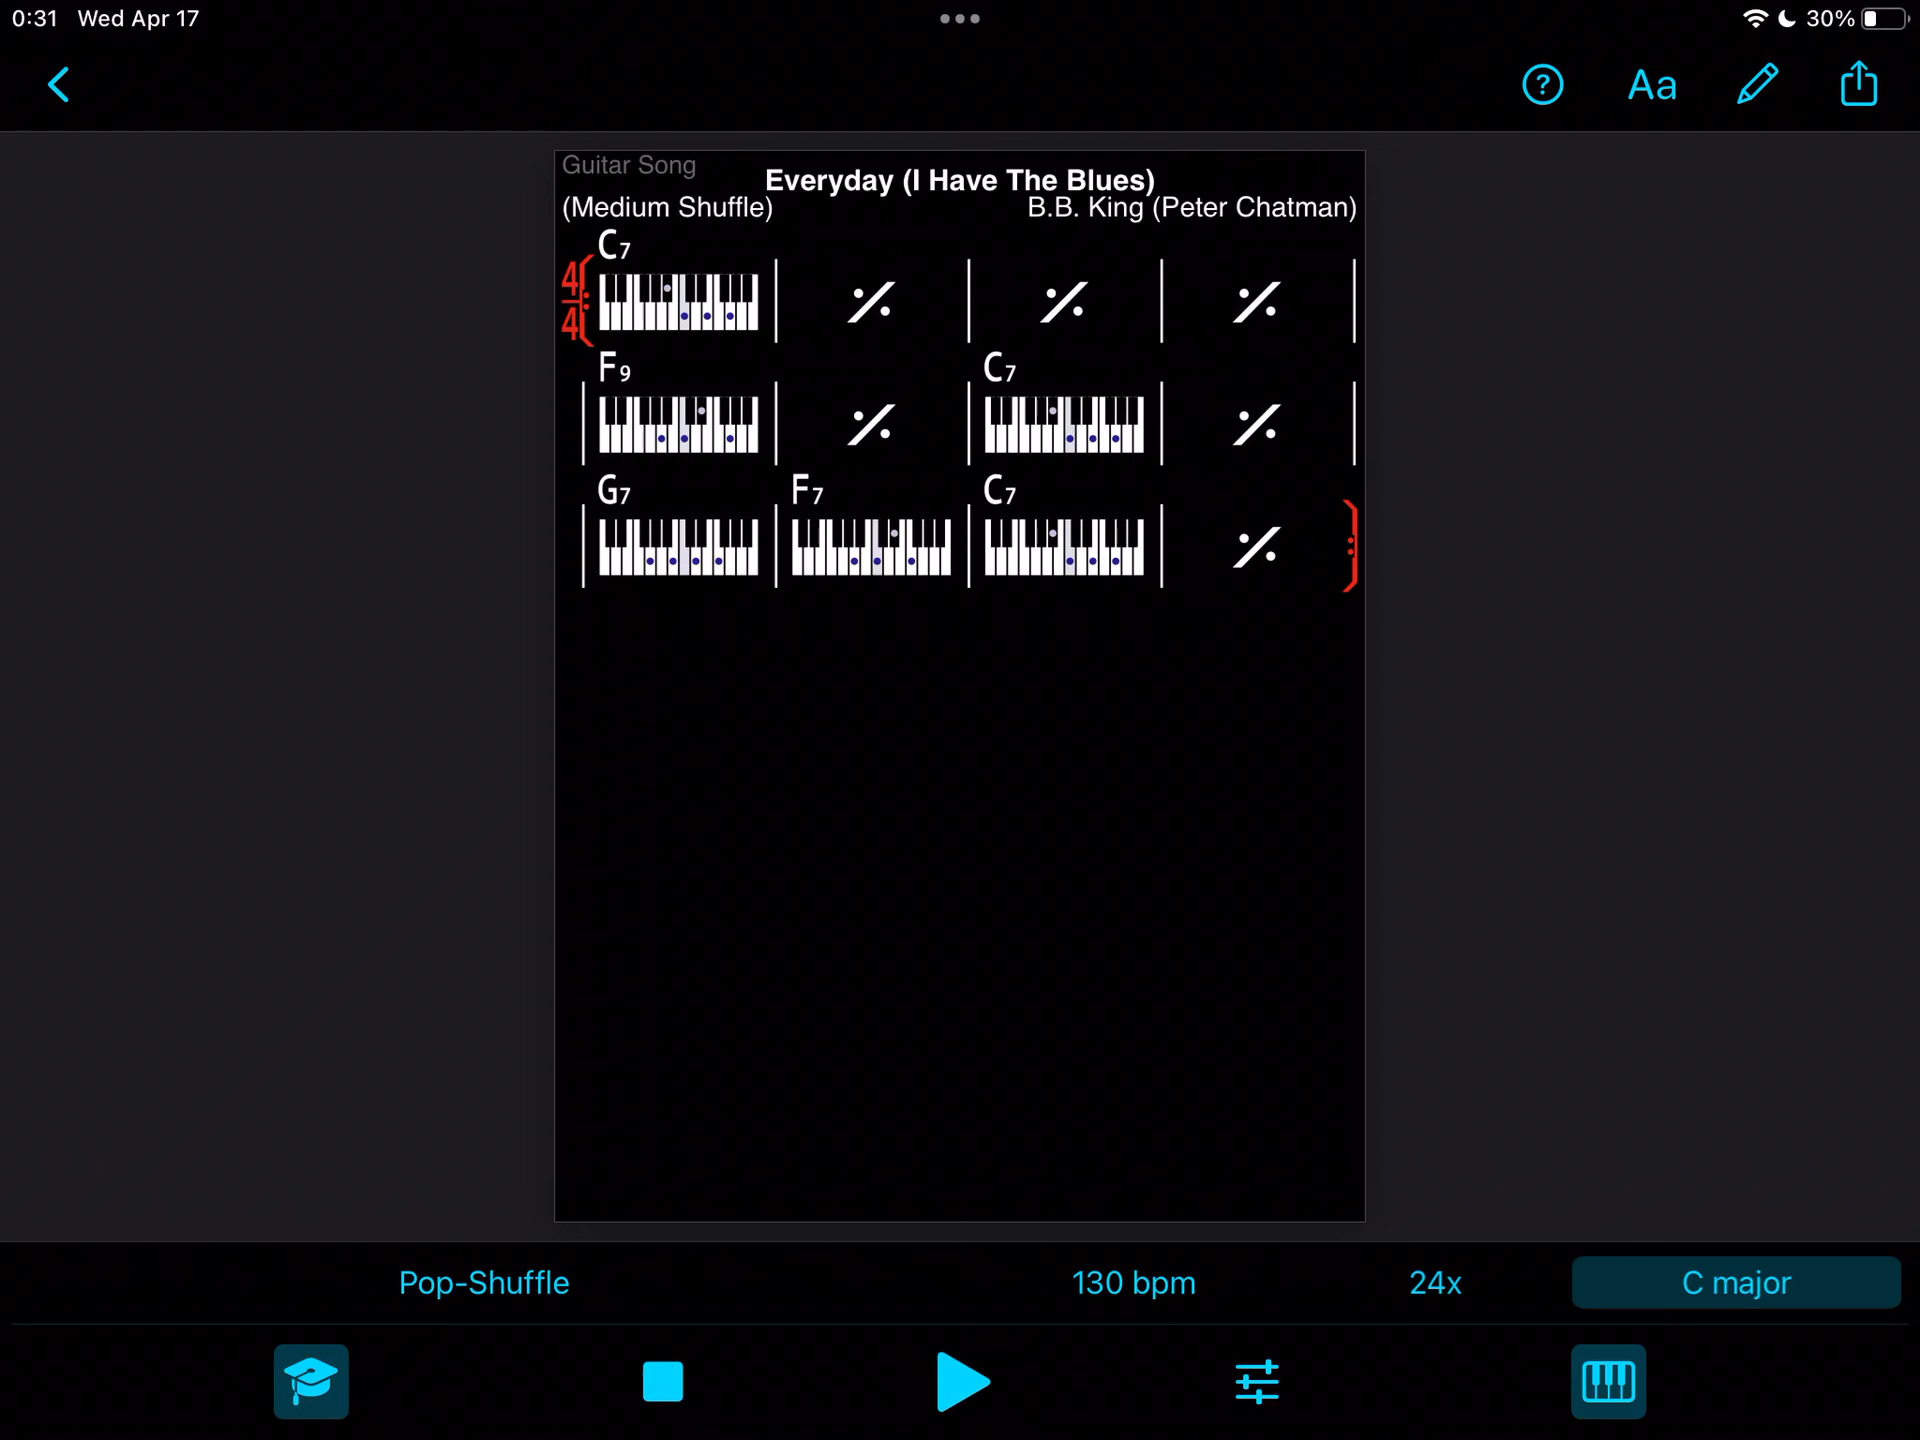 0:31 Wed Apr 17
30%
Aa
Guitar Song
Everyday (I Have The Blues)
(Medium Shuffle) B.B. King (Peter Chatman)
C7
4
4
F9 C7
G7 F7 C7
Pop-Shuffle 130 bpm 24x C major